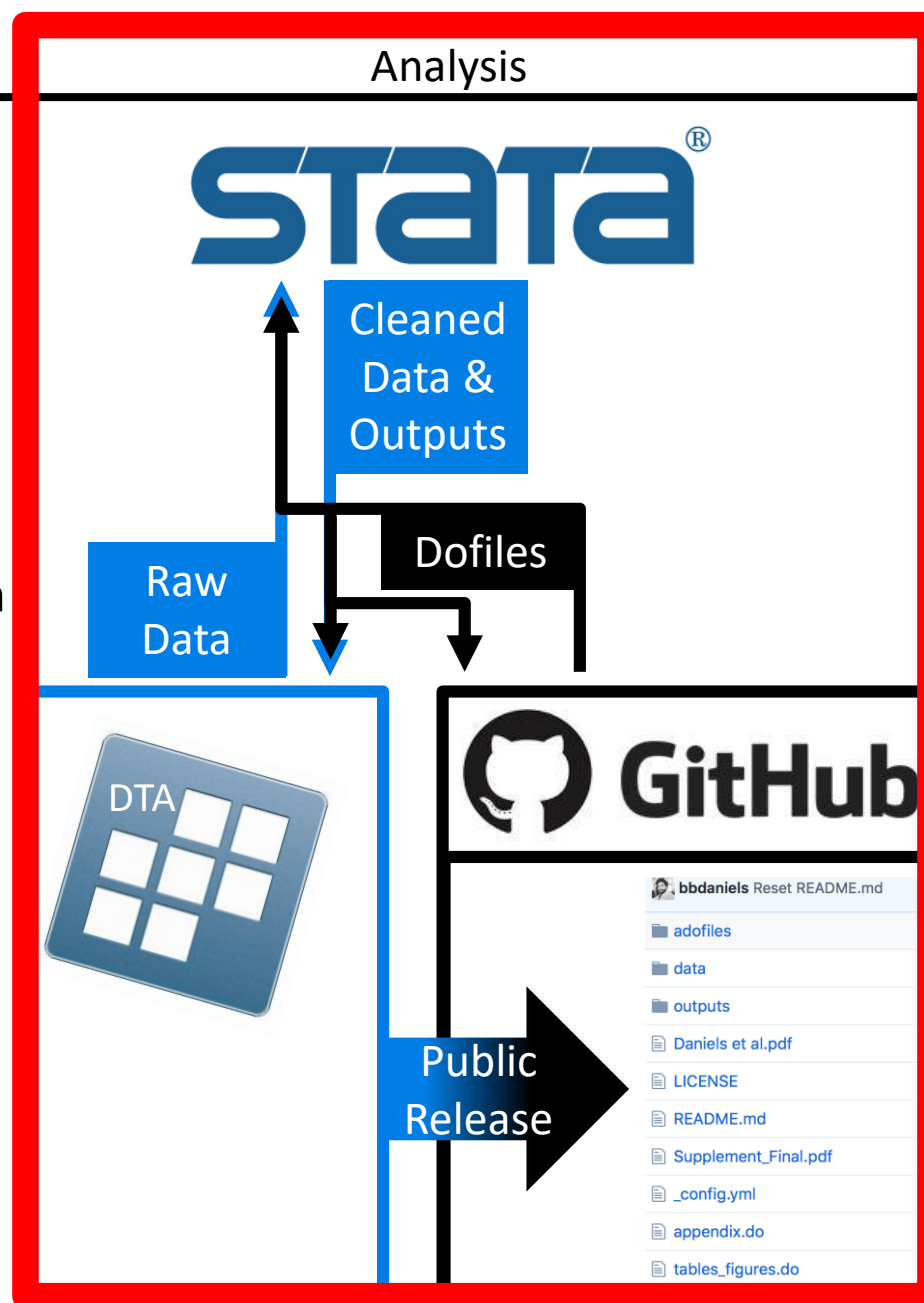 Analysis
STATA®
Cleaned
Data &
Outputs
Dofiles
Raw
Data
DTA
GitHub
bbdaniels Reset README.md
adofiles
data
outputs
Daniels et al.pdf
LICENSE
README.md
Supplement_Final.pdf
_config.yml
appendix.do
tables_figures.do
Public
Release